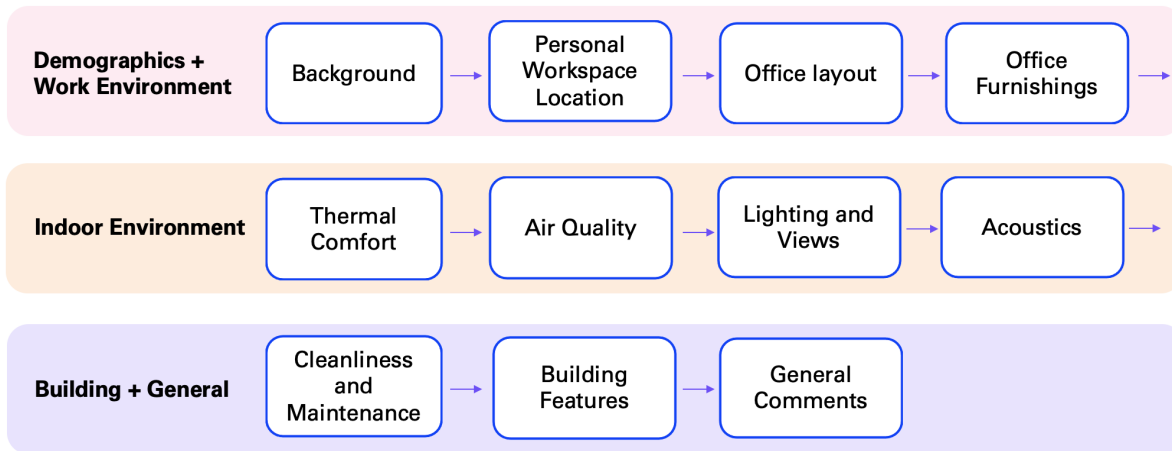 Demographics +
Work Environment
Background
Personal
Workspace
Location
Office layout
Office
Furnishings
Indoor Environment
Thermal
Comfort
Air Quality
Lighting and
Views
Acoustics
Building + General
Cleanliness
and
Maintenance
Building
Features
General
Comments